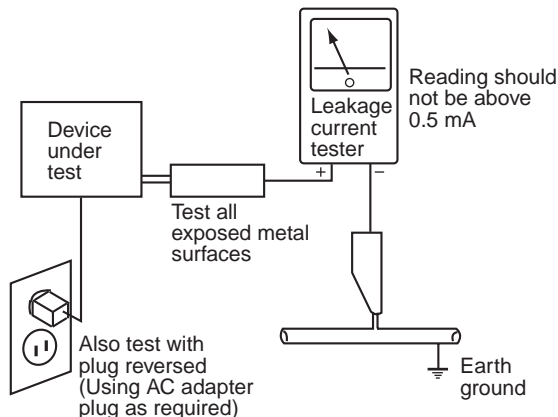 Device
under
test
Leakage
current
tester
+ −
Reading should
not be above
0.5 mA
Test all
exposed metal
surfaces
Also test with
plug reversed
(Using AC adapter
plug as required)
Earth
ground